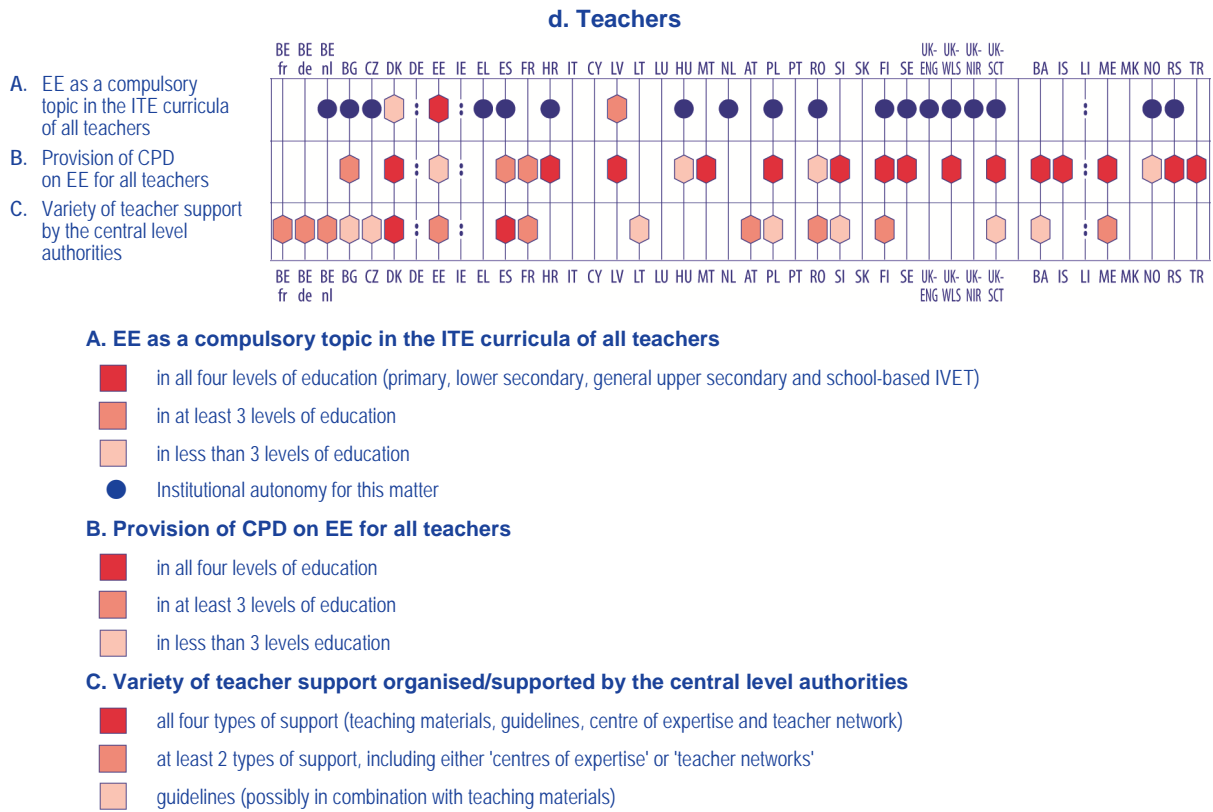 d. Teachers
BE BE BE UK- UK- UK- UK-
fr de nl BG CZ DK DE EE IE EL ES FR HR IT CY LV LT LU HU MT NL AT PL PT RO SI SK FI SE ENG WLS NIR SCT BA IS LI ME MK NO RS TR
A. EE as a compulsory
topic in the ITE curricula
of all teachers
B. Provision of CPD
on EE for all teachers
C. Variety of teacher support
by the central level
authorities
BE BE BE BG CZ DK DE EE IE EL ES FR HR IT CY LV LT LU HU MT NL AT PL PT RO SI SK FI SE UK- UK- UK- UK- BA IS LI ME MK NO RS TR
fr de nl ENG WLS NIR SCT
A. EE as a compulsory topic in the ITE curricula of all teachers
in all four levels of education (primary, lower secondary, general upper secondary and school-based IVET)
in at least 3 levels of education
in less than 3 levels of education
Institutional autonomy for this matter
B. Provision of CPD on EE for all teachers
in all four levels of education
in at least 3 levels of education
in less than 3 levels education
C. Variety of teacher support organised/supported by the central level authorities
all four types of support (teaching materials, guidelines, centre of expertise and teacher network)
at least 2 types of support, including either 'centres of expertise' or 'teacher networks'
guidelines (possibly in combination with teaching materials)